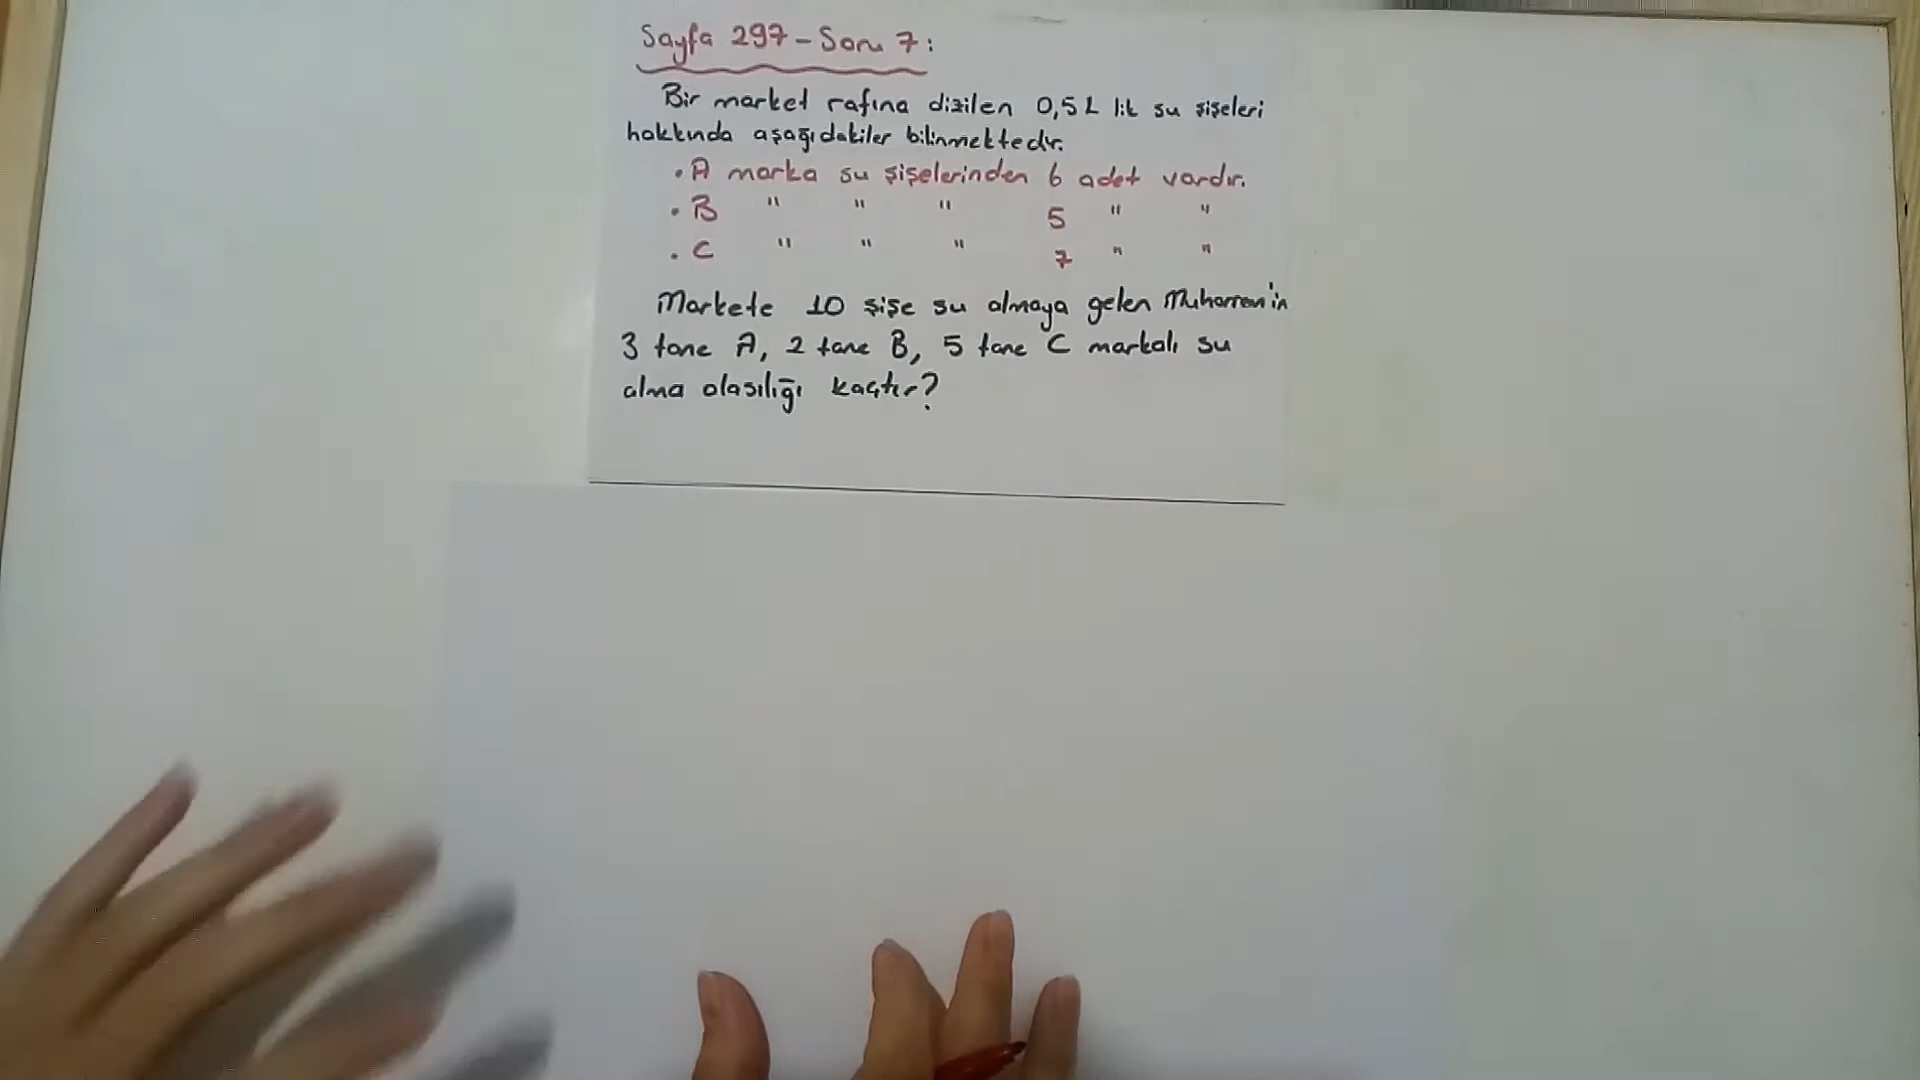 Sayfa 297 - Soru 7:
Bir market rafına dizilen 0,5 L lik su şişeleri
hakkında aşağıdakiler bilinmektedir.
• A marka su şişelerinden 6 adet vardır.
• B " " " 5 " "
• C " " " 7 " "
Markete 10 şişe su almaya gelen Muharrem'in
3 tane A, 2 tane B, 5 tane C markalı su
alma olasılığı kaçtır?